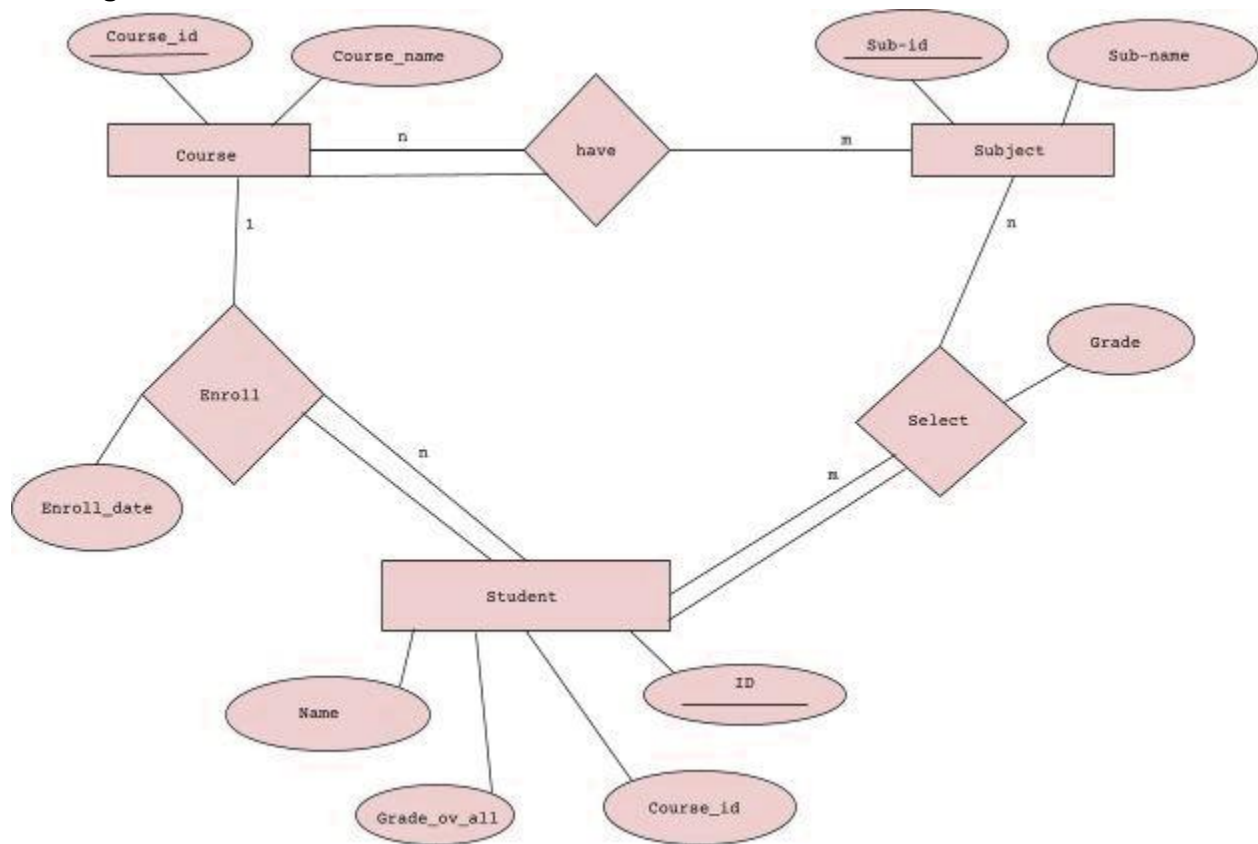 Course_id
Course_name
Sub-id
Sub-name
Course
n
have
m
Subject
1
n
Enroll
Grade
Select
n
m
Enroll_date
Student
Name
ID
Grade_ov_all
Course_id